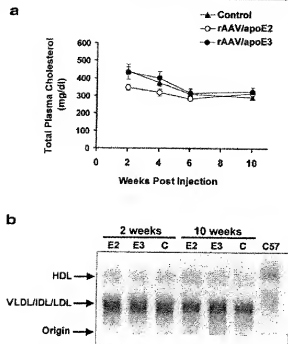 a
Control
rAAV/apoE2
rAAV/apoE3
Total Plasma Cholesterol
(mg/dl)
600
500
400
300
200
100
0
0 2 4 6 8 10 12
Weeks Post Injection
b
2 weeks 10 weeks
E2 E3 C E2 E3 C C57
HDL
VLDL/IDL/LDL
Origin